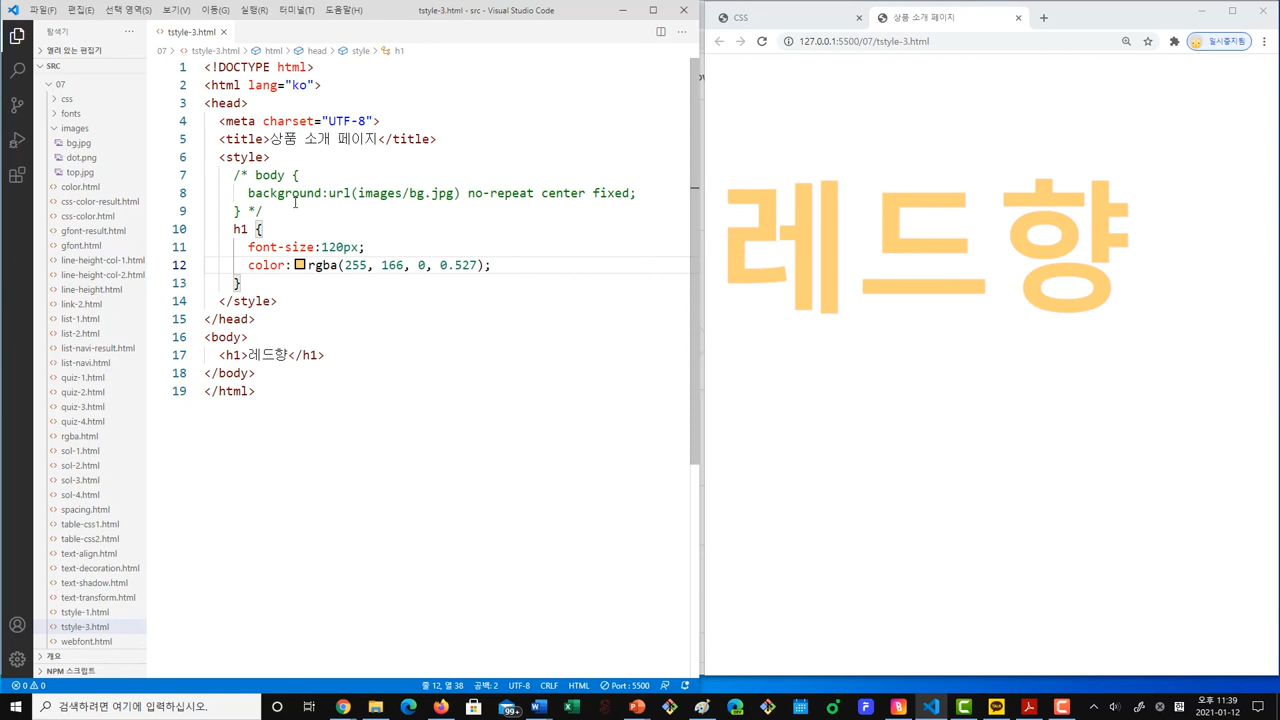 파일(F) 편집(E) 선택 영역(S) 보기(V) 이동(G) 실행(R) 터미널(T) 도움말(H) tstyle-3.html - src - Visual Studio Code
탐색기
열려 있는 편집기
SRC
07
css
fonts
images
bg.jpg
dot.png
top.jpg
color.html
css-color-result.html
css-color.html
gfont-result.html
gfont.html
line-height-col-1.html
line-height-col-2.html
line-height.html
link-2.html
list-1.html
list-2.html
list-navi-result.html
list-navi.html
quiz-1.html
quiz-2.html
quiz-3.html
quiz-4.html
rgba.html
sol-1.html
sol-2.html
sol-3.html
sol-4.html
spacing.html
table-css1.html
table-css2.html
text-align.html
text-decoration.html
text-shadow.html
text-transform.html
tstyle-1.html
tstyle-3.html
webfont.html
개요
NPM 스크립트
tstyle-3.html
07 > tstyle-3.html > html > head > style > h1
1 <!DOCTYPE html>
2 <html lang="ko">
3 <head>
4 <meta charset="UTF-8">
5 <title>상품 소개 페이지</title>
6 <style>
7 /* body {
8 background:url(images/bg.jpg) no-repeat center fixed;
9 } */
10 h1 {
11 font-size:120px;
12 color:rgba(255, 166, 0, 0.527);
13 }
14 </style>
15 </head>
16 <body>
17 <h1>레드향</h1>
18 </body>
19 </html>
0 0 줄 12, 열 38 공백: 2 UTF-8 CRLF HTML Port : 5500
CSS
상품 소개 페이지
127.0.0.1:5500/07/tstyle-3.html
일시중지됨
레드향
검색하려면 여기에 입력하십시오.
99+
오후 11:39
2021-01-12